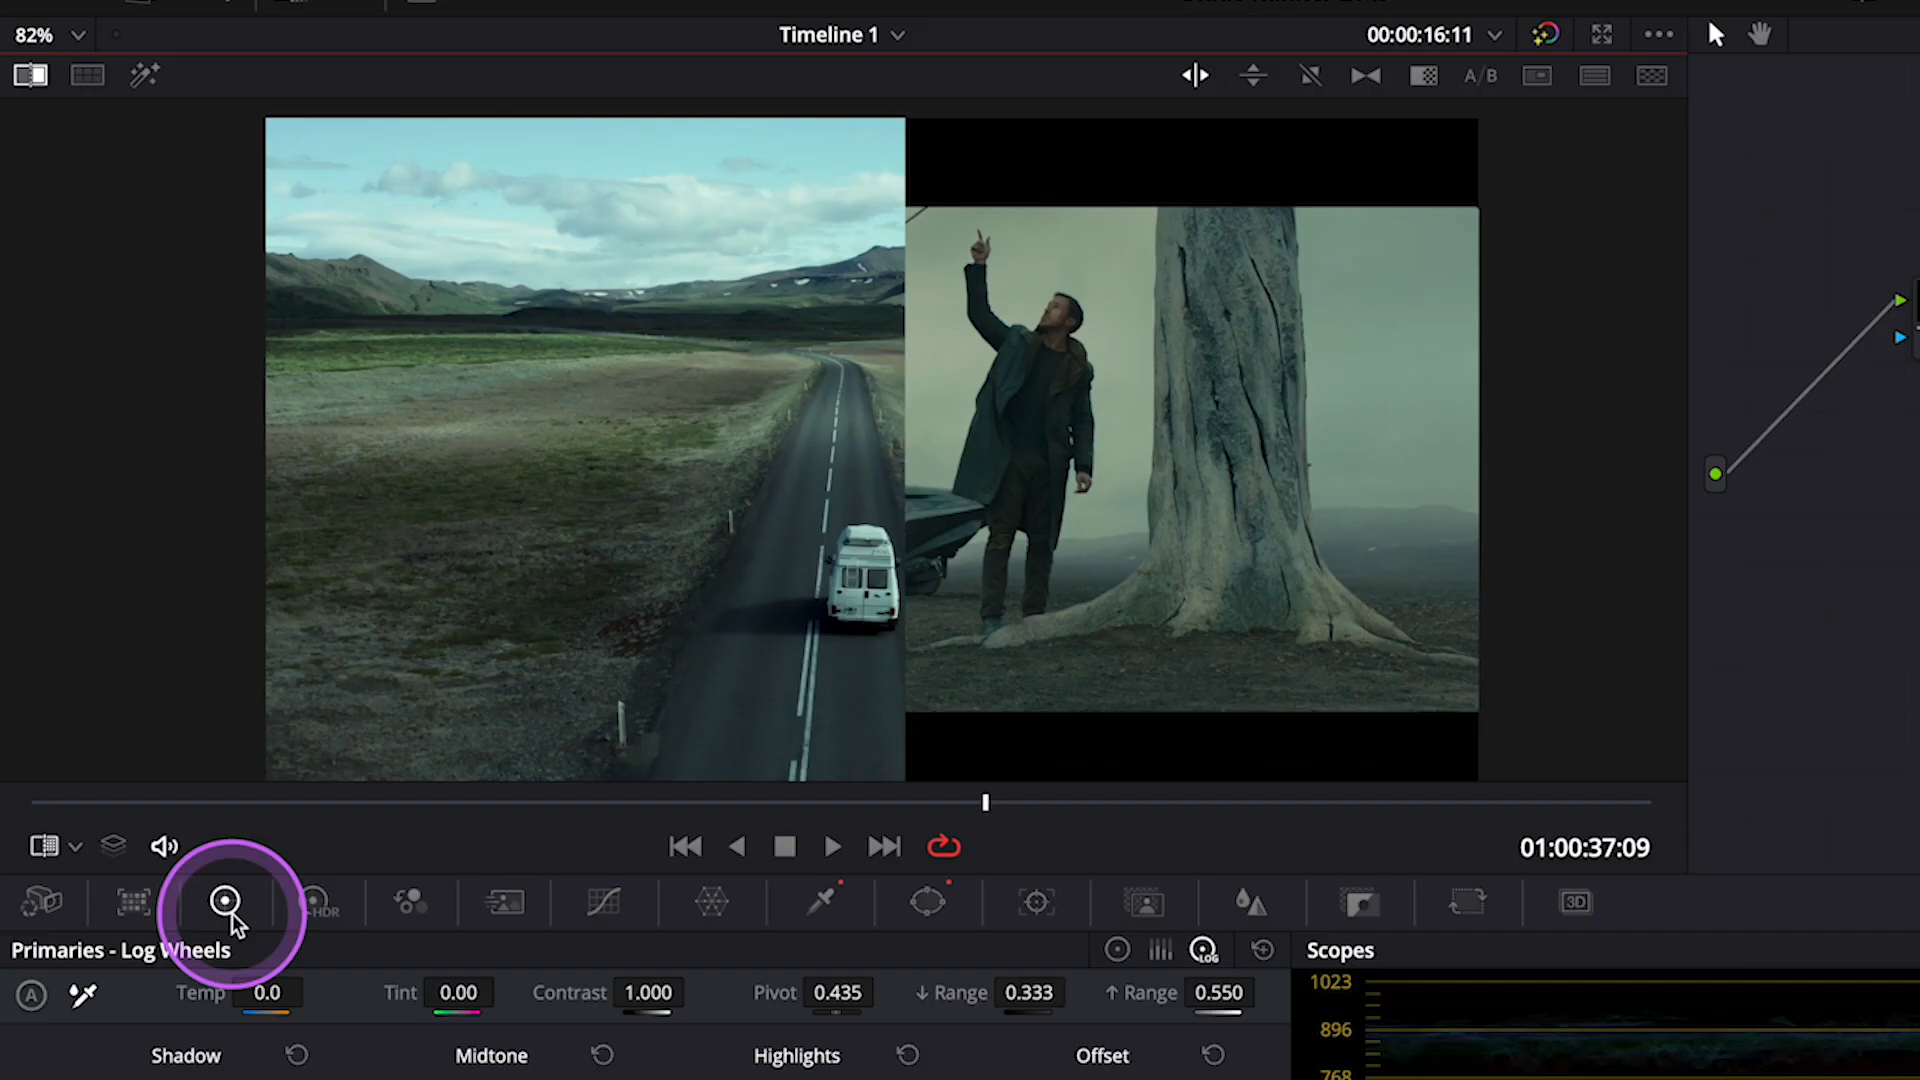 82%
Timeline 1
00:00:16:11
A/B
01:00:37:09
HDR
3D
Primaries - Log Wheels
LOG
Scopes
A
Temp 0.0
Tint 0.00
Contrast 1.000
Pivot 0.435
↓ Range 0.333
↑ Range 0.550
1023
896
768
Shadow
Midtone
Highlights
Offset